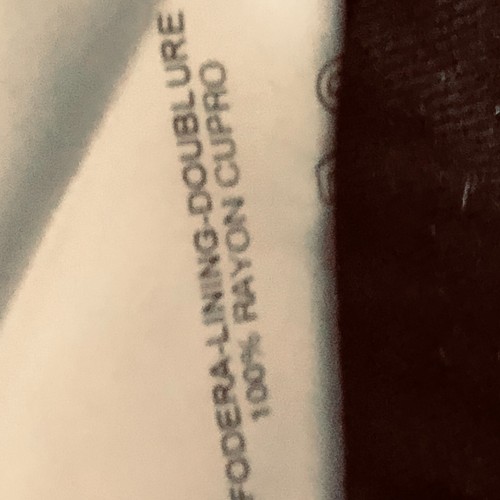 FODERA-LINING-DOUBLURE
100% RAYON CUPRO